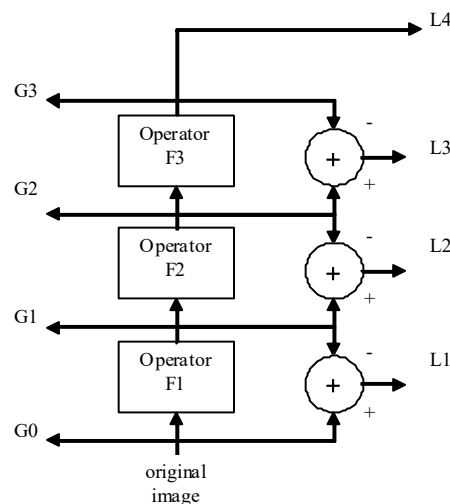 L4
G3
Operator
F3
-
+
+
L3
G2
Operator
F2
-
+
+
L2
G1
Operator
F1
-
+
+
L1
G0
original
image